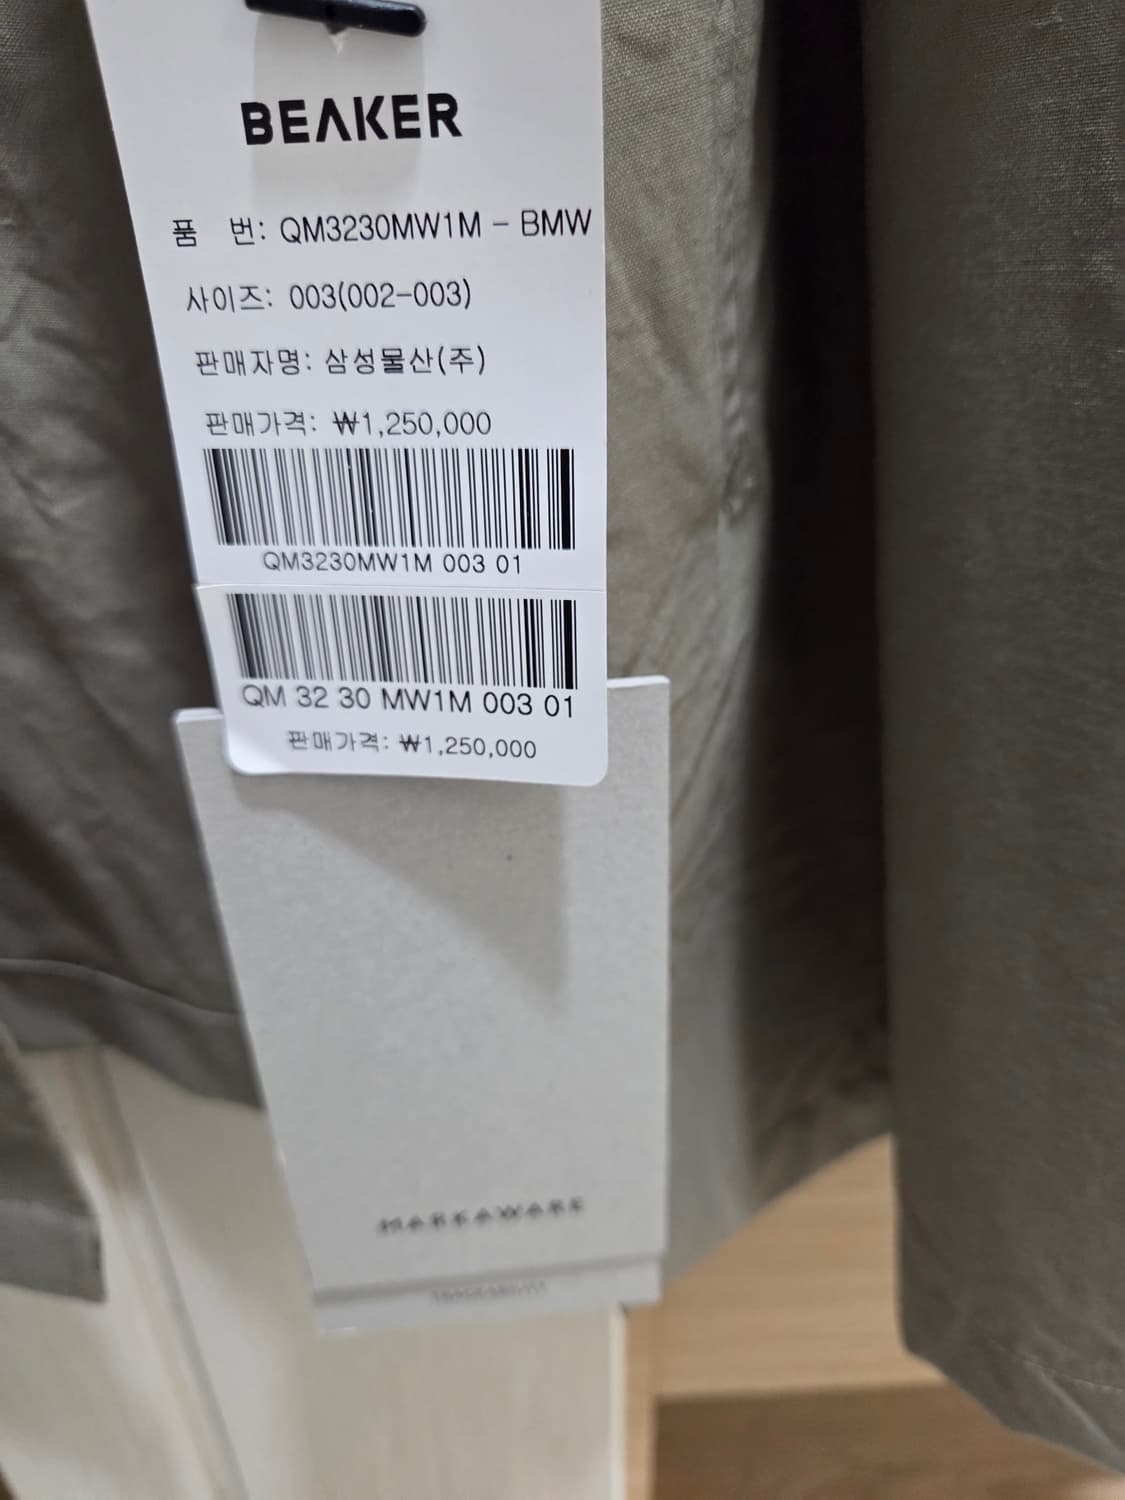 BEAKER
품 번: QM3230MW1M - BMW
사이즈: 003(002-003)
판매자명: 삼성물산(주)
판매가격: ₩1,250,000
QM3230MW1M 003 01
QM 32 30 MW1M 003 01
판매가격: ₩1,250,000
MARKAWARE